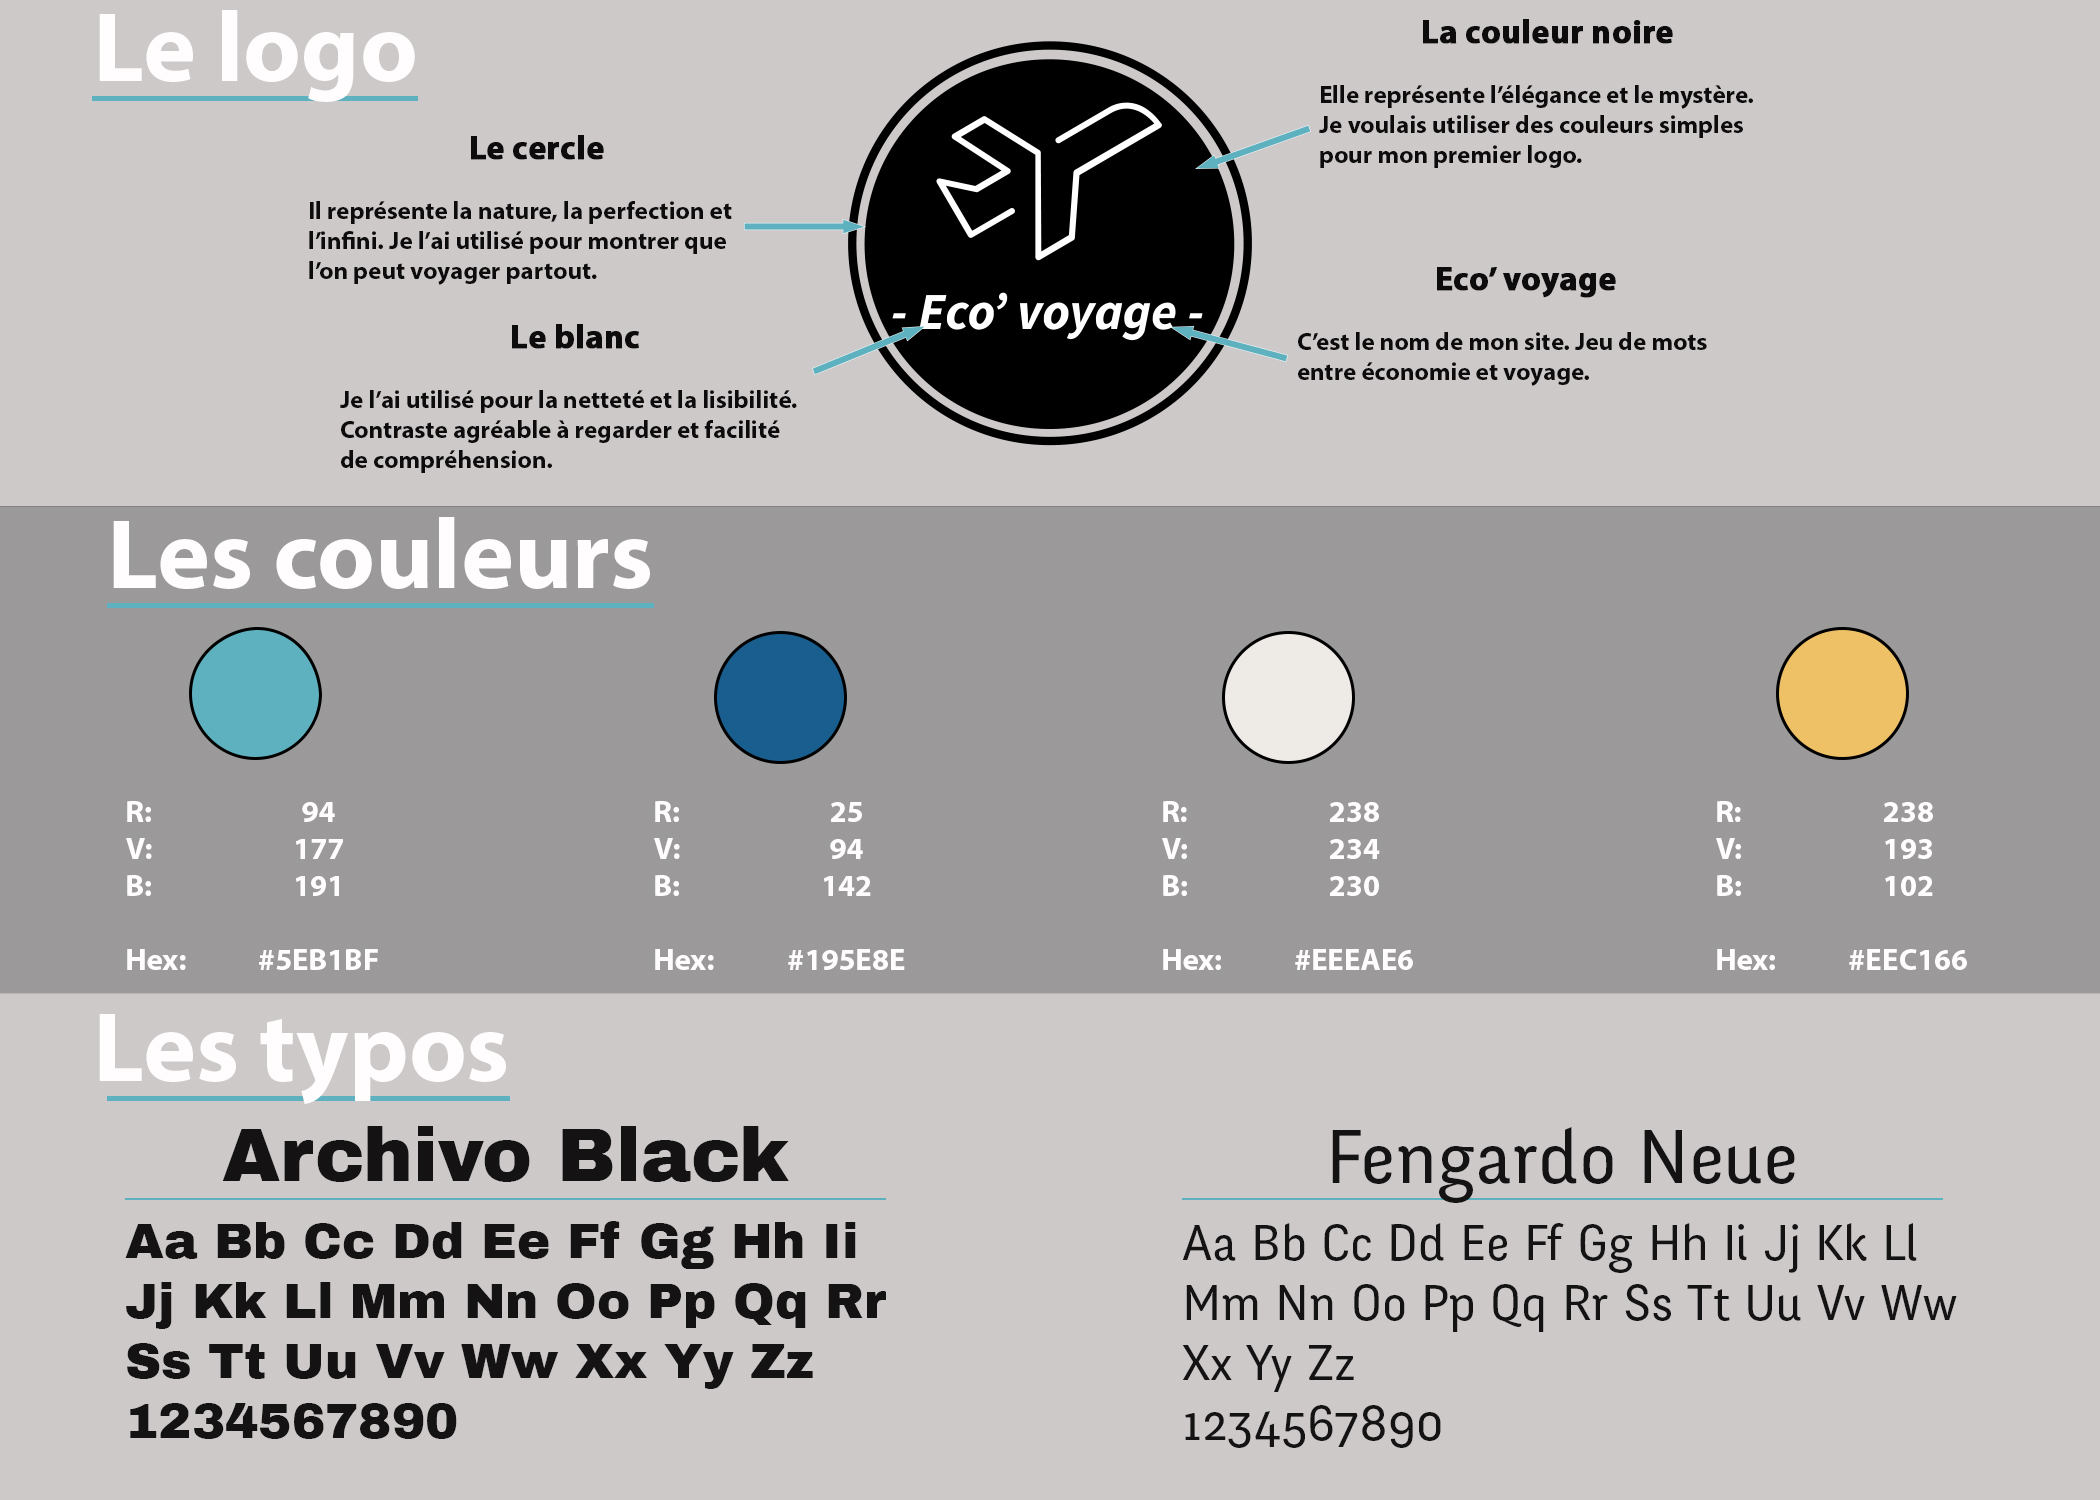 Le logo
Le cercle
Il représente la nature, la perfection et
l'infini. Je l'ai utilisé pour montrer que
l'on peut voyager partout.
Le blanc
Je l'ai utilisé pour la netteté et la lisibilité.
Contraste agréable à regarder et facilité
de compréhension.
- Eco’ voyage -
La couleur noire
Elle représente l’élégance et le mystère.
Je voulais utiliser des couleurs simples
pour mon premier logo.
Eco’ voyage
C’est le nom de mon site. Jeu de mots
entre économie et voyage.
Les couleurs
R: 94
V: 177
B: 191
Hex: #5EB1BF
R: 25
V: 94
B: 142
Hex: #195E8E
R: 238
V: 234
B: 230
Hex: #EEEAE6
R: 238
V: 193
B: 102
Hex: #EEC166
Les typos
Archivo Black
Aa Bb Cc Dd Ee Ff Gg Hh Ii
Jj Kk Ll Mm Nn Oo Pp Qq Rr
Ss Tt Uu Vv Ww Xx Yy Zz
1234567890
Fengardo Neue
Aa Bb Cc Dd Ee Ff Gg Hh Ii Jj Kk Ll
Mm Nn Oo Pp Qq Rr Ss Tt Uu Vv Ww
Xx Yy Zz
1234567890